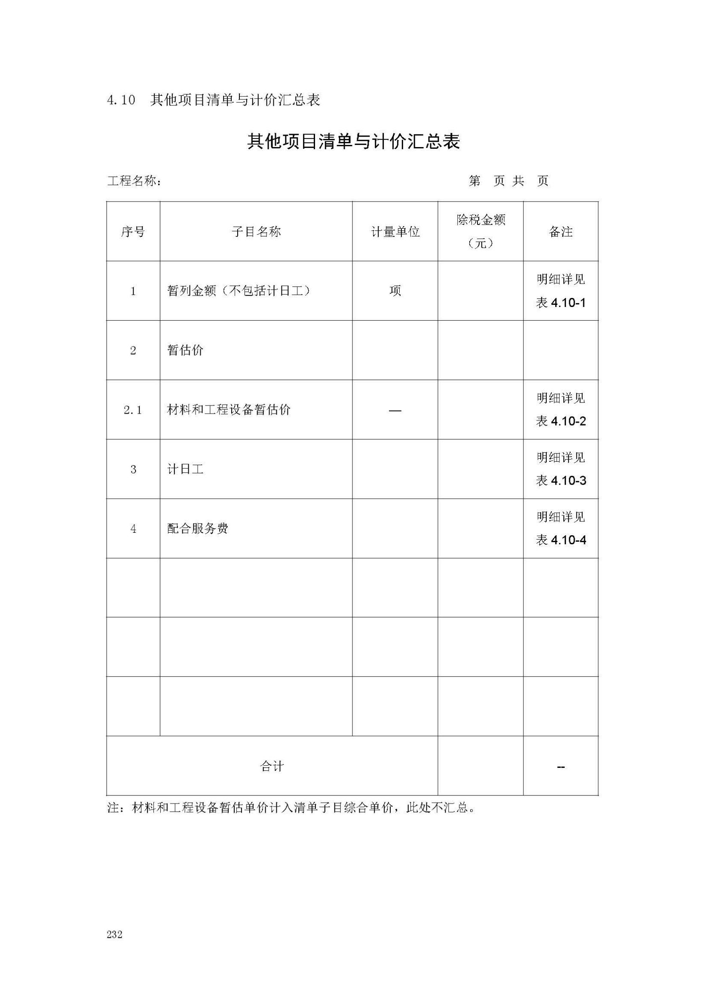 4.10 其他项目清单与计价汇总表
其他项目清单与计价汇总表
工程名称： 第 页 共 页
序号 子目名称 计量单位 除税金额（元） 备注
1 暂列金额（不包括计日工） 项 明细详见表 4.10-1
2 暂估价
2.1 材料和工程设备暂估价 — 明细详见表 4.10-2
3 计日工 明细详见表 4.10-3
4 配合服务费 明细详见表 4.10-4
合计 --
注：材料和工程设备暂估单价计入清单子目综合单价，此处不汇总。
232